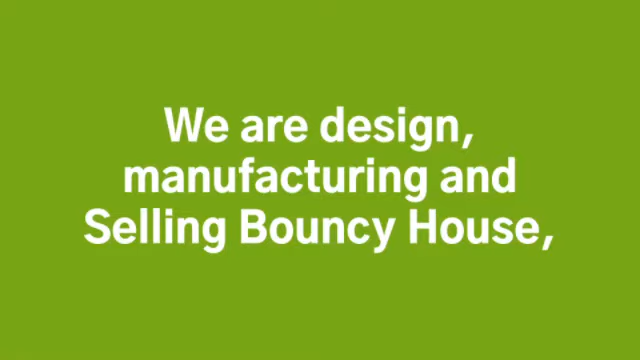 We are design,
manufacturing and
Selling Bouncy House,